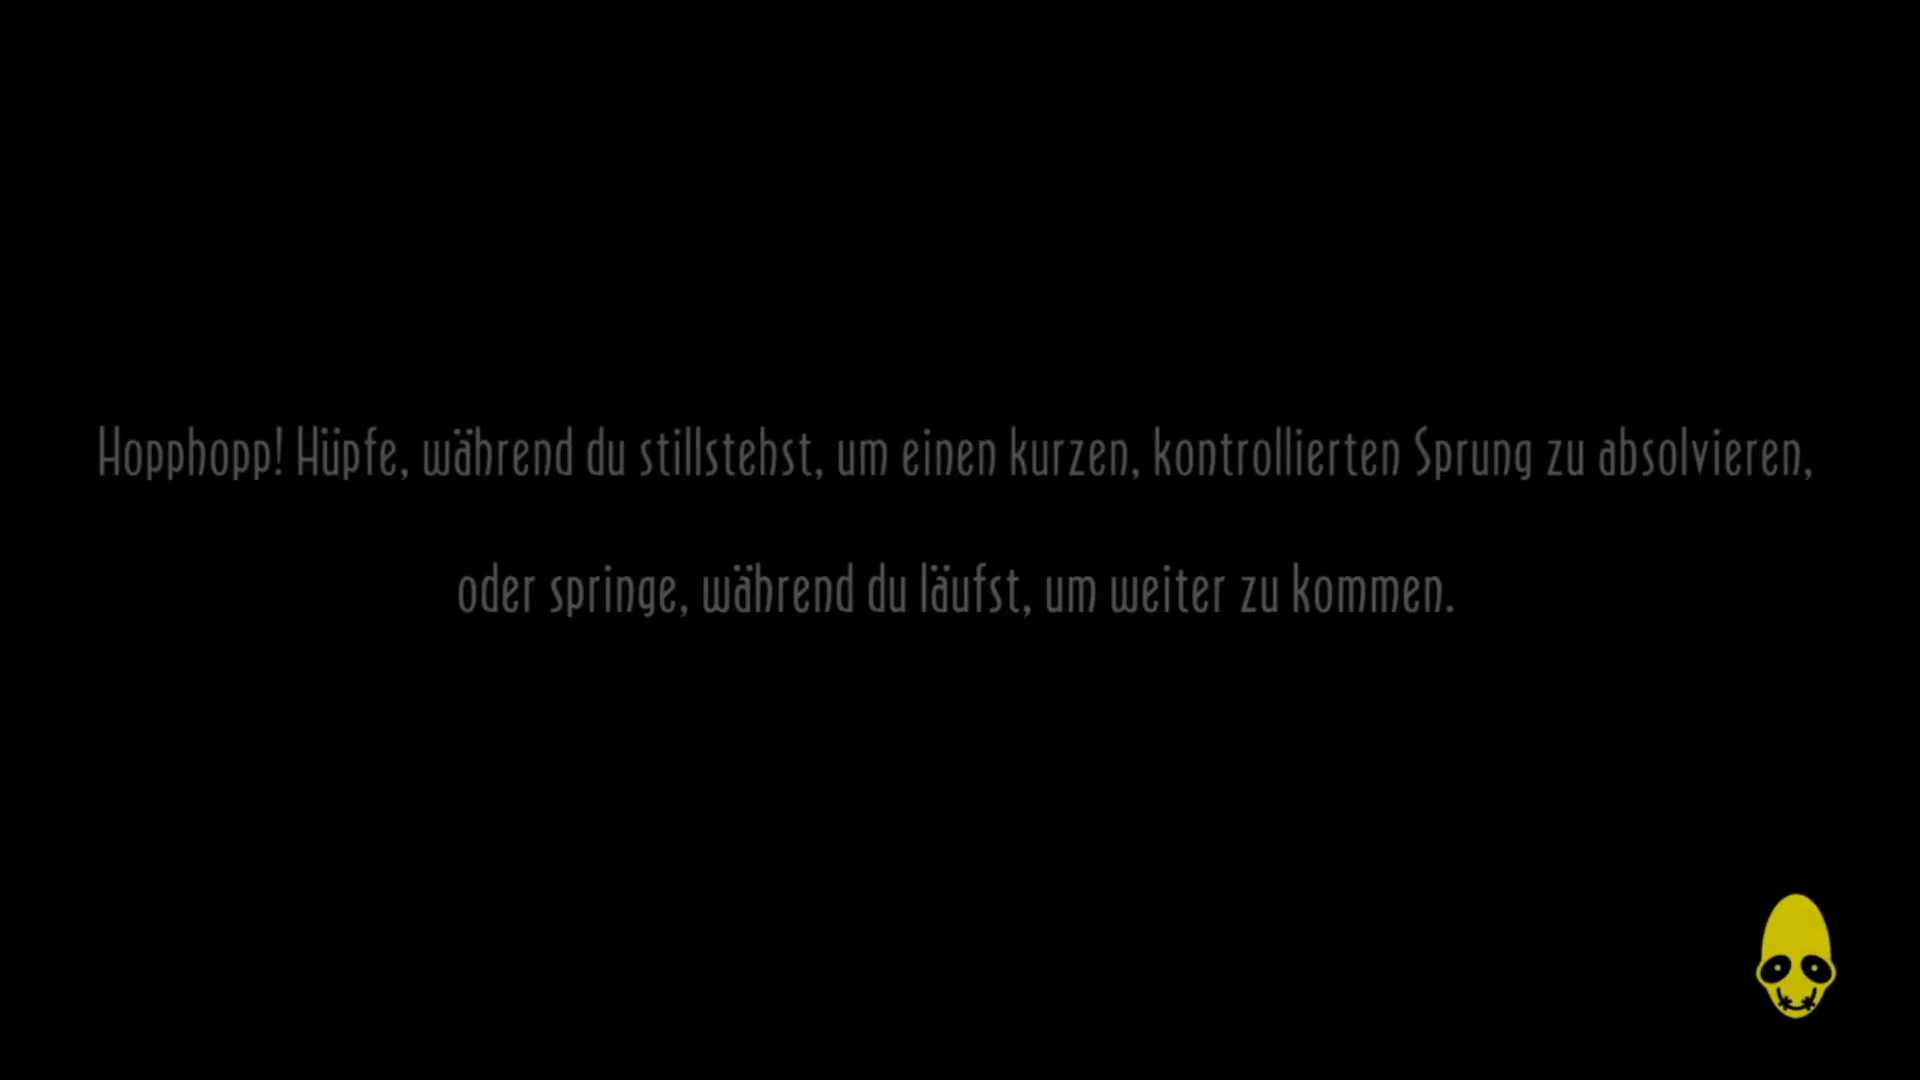 Hopphopp! Hüpfe, während du stillstehst, um einen kurzen, kontrollierten Sprung zu absolvieren,
oder springe, während du läufst, um weiter zu kommen.